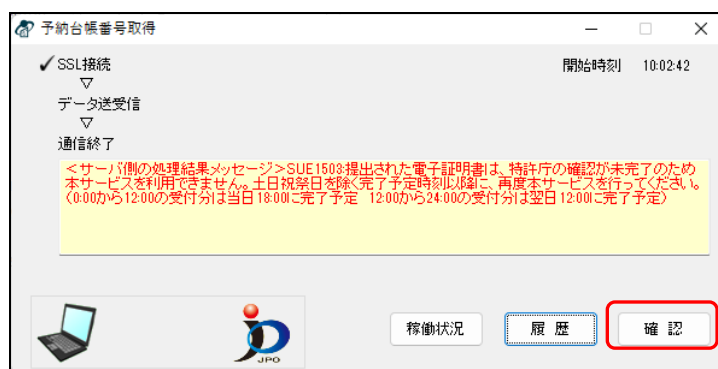 予納台帳番号取得
SSL接続
開始時刻 10:02:42
▽
データ送受信
▽
通信終了
<サーバ側の処理結果メッセージ>SUE1503:提出された電子証明書は、特許庁の確認が未完了のため
本サービスを利用できません。土日祝祭日を除く完了予定時刻以降に、再度本サービスを行ってください。
(0:00から12:00の受付分は当日18:00に完了予定 12:00から24:00の受付分は翌日12:00に完了予定)
JPO
稼働状況
履 歴
確 認